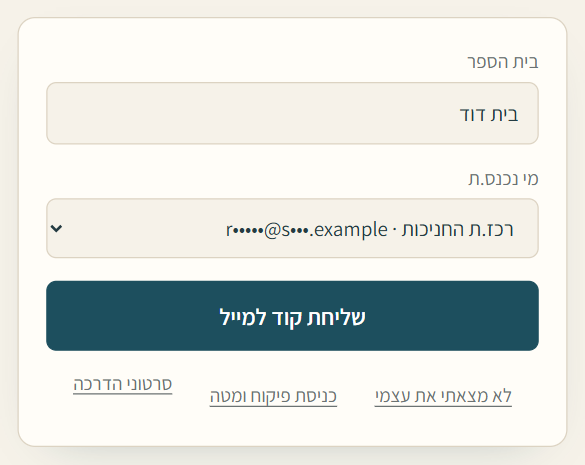 בית הספר
בית דוד
מי נכנס.ת
רכז.ת החניכות · r•••••@s•••.example
שליחת קוד למייל
לא מצאתי את עצמי כניסת פיקוח ומטה סרטוני הדרכה